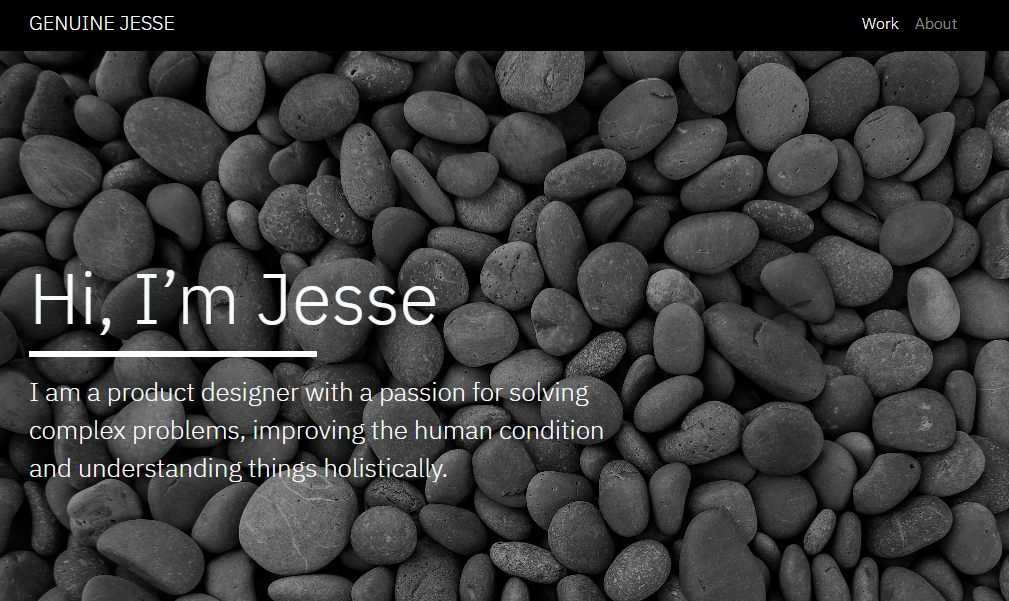 GENUINE JESSE
Work About
Hi, I’m Jesse
I am a product designer with a passion for solving
complex problems, improving the human condition
and understanding things holistically.